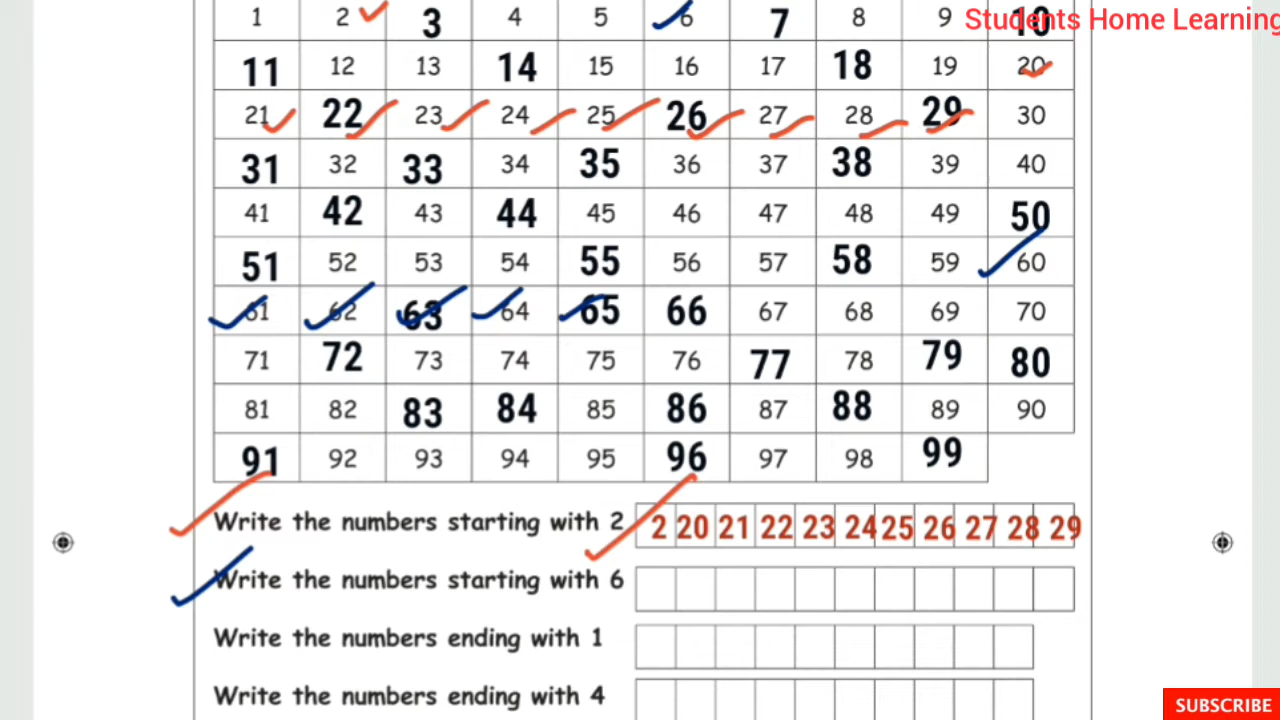 1 2 3 4 5 6 7 8 9 10
Students Home Learning
11 12 13 14 15 16 17 18 19 20
21 22 23 24 25 26 27 28 29 30
31 32 33 34 35 36 37 38 39 40
41 42 43 44 45 46 47 48 49 50
51 52 53 54 55 56 57 58 59 60
61 62 63 64 65 66 67 68 69 70
71 72 73 74 75 76 77 78 79 80
81 82 83 84 85 86 87 88 89 90
91 92 93 94 95 96 97 98 99
Write the numbers starting with 2 2 20 21 22 23 24 25 26 27 28 29
Write the numbers starting with 6
Write the numbers ending with 1
Write the numbers ending with 4
SUBSCRIBE